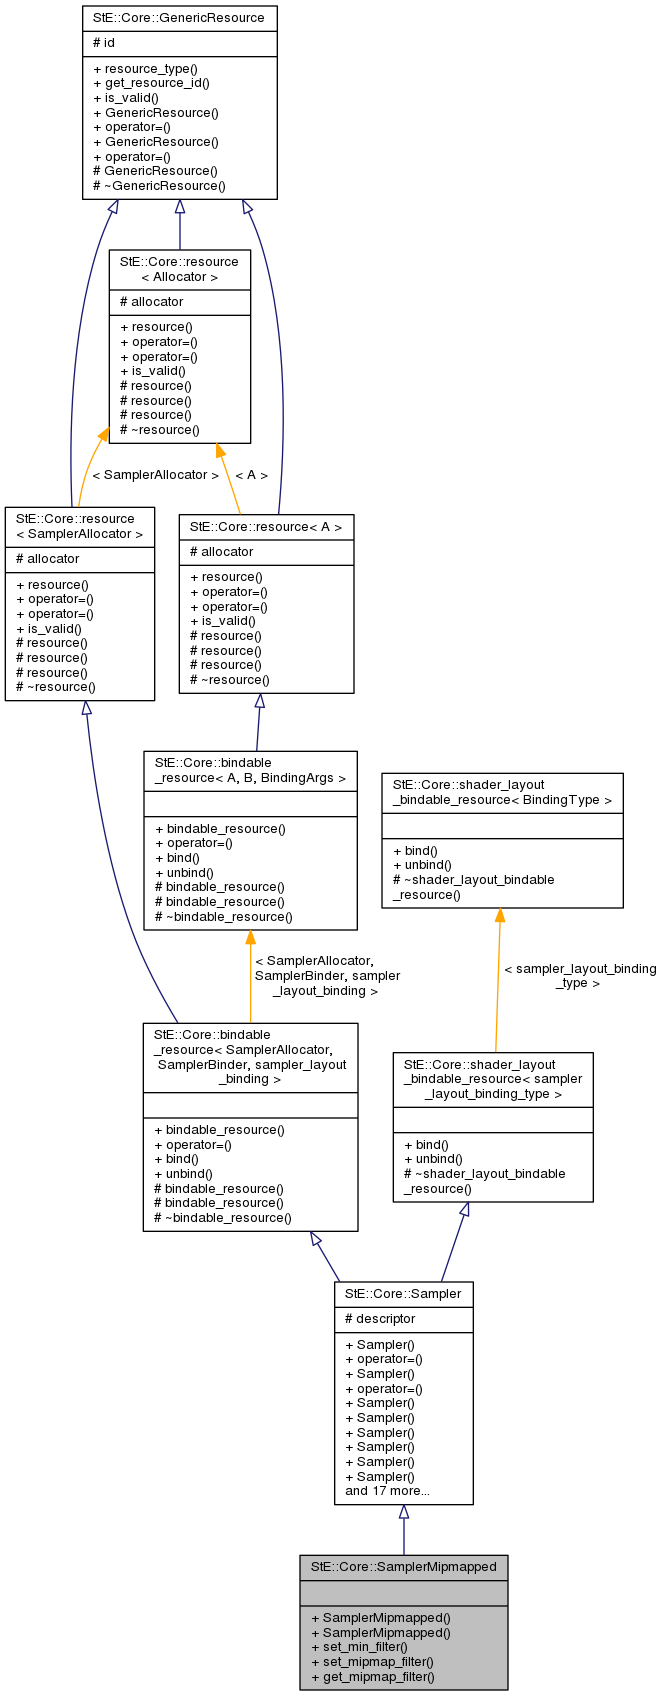 StE::Core::GenericResource
# id
+ resource_type()
+ get_resource_id()
+ is_valid()
+ GenericResource()
+ operator=()
+ GenericResource()
+ operator=()
# GenericResource()
# ~GenericResource()
StE::Core::resource
< Allocator >
# allocator
+ resource()
+ operator=()
+ operator=()
+ is_valid()
# resource()
# resource()
# resource()
# ~resource()
< SamplerAllocator >
< A >
StE::Core::resource
< SamplerAllocator >
# allocator
+ resource()
+ operator=()
+ operator=()
+ is_valid()
# resource()
# resource()
# resource()
# ~resource()
StE::Core::resource< A >
# allocator
+ resource()
+ operator=()
+ operator=()
+ is_valid()
# resource()
# resource()
# resource()
# ~resource()
StE::Core::bindable
_resource< A, B, BindingArgs >
+ bindable_resource()
+ operator=()
+ bind()
+ unbind()
# bindable_resource()
# bindable_resource()
# ~bindable_resource()
StE::Core::shader_layout
_bindable_resource< BindingType >
+ bind()
+ unbind()
# ~shader_layout_bindable
_resource()
< SamplerAllocator,
SamplerBinder, sampler
_layout_binding >
< sampler_layout_binding
_type >
StE::Core::bindable
_resource< SamplerAllocator,
SamplerBinder, sampler_layout
_binding >
+ bindable_resource()
+ operator=()
+ bind()
+ unbind()
# bindable_resource()
# bindable_resource()
# ~bindable_resource()
StE::Core::shader_layout
_bindable_resource< sampler
_layout_binding_type >
+ bind()
+ unbind()
# ~shader_layout_bindable
_resource()
StE::Core::Sampler
# descriptor
+ Sampler()
+ operator=()
+ Sampler()
+ operator=()
+ Sampler()
+ Sampler()
+ Sampler()
+ Sampler()
+ Sampler()
+ Sampler()
and 17 more...
StE::Core::SamplerMipmapped
+ SamplerMipmapped()
+ SamplerMipmapped()
+ set_min_filter()
+ set_mipmap_filter()
+ get_mipmap_filter()